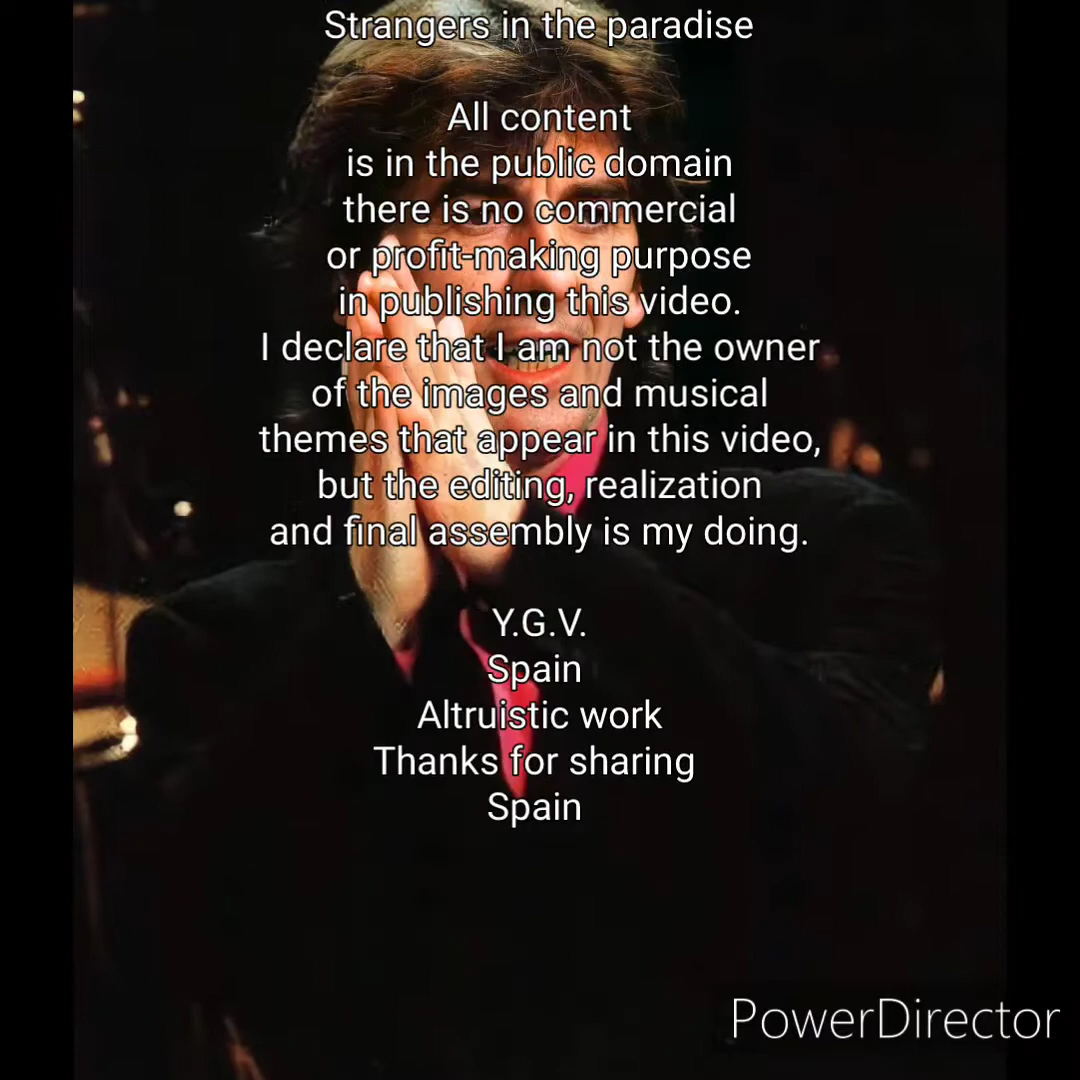 Strangers in the paradise
All content
is in the public domain
there is no commercial
or profit-making purpose
in publishing this video.
I declare that I am not the owner
of the images and musical
themes that appear in this video,
but the editing, realization
and final assembly is my doing.
Y.G.V.
Spain
Altruistic work
Thanks for sharing
Spain
PowerDirector